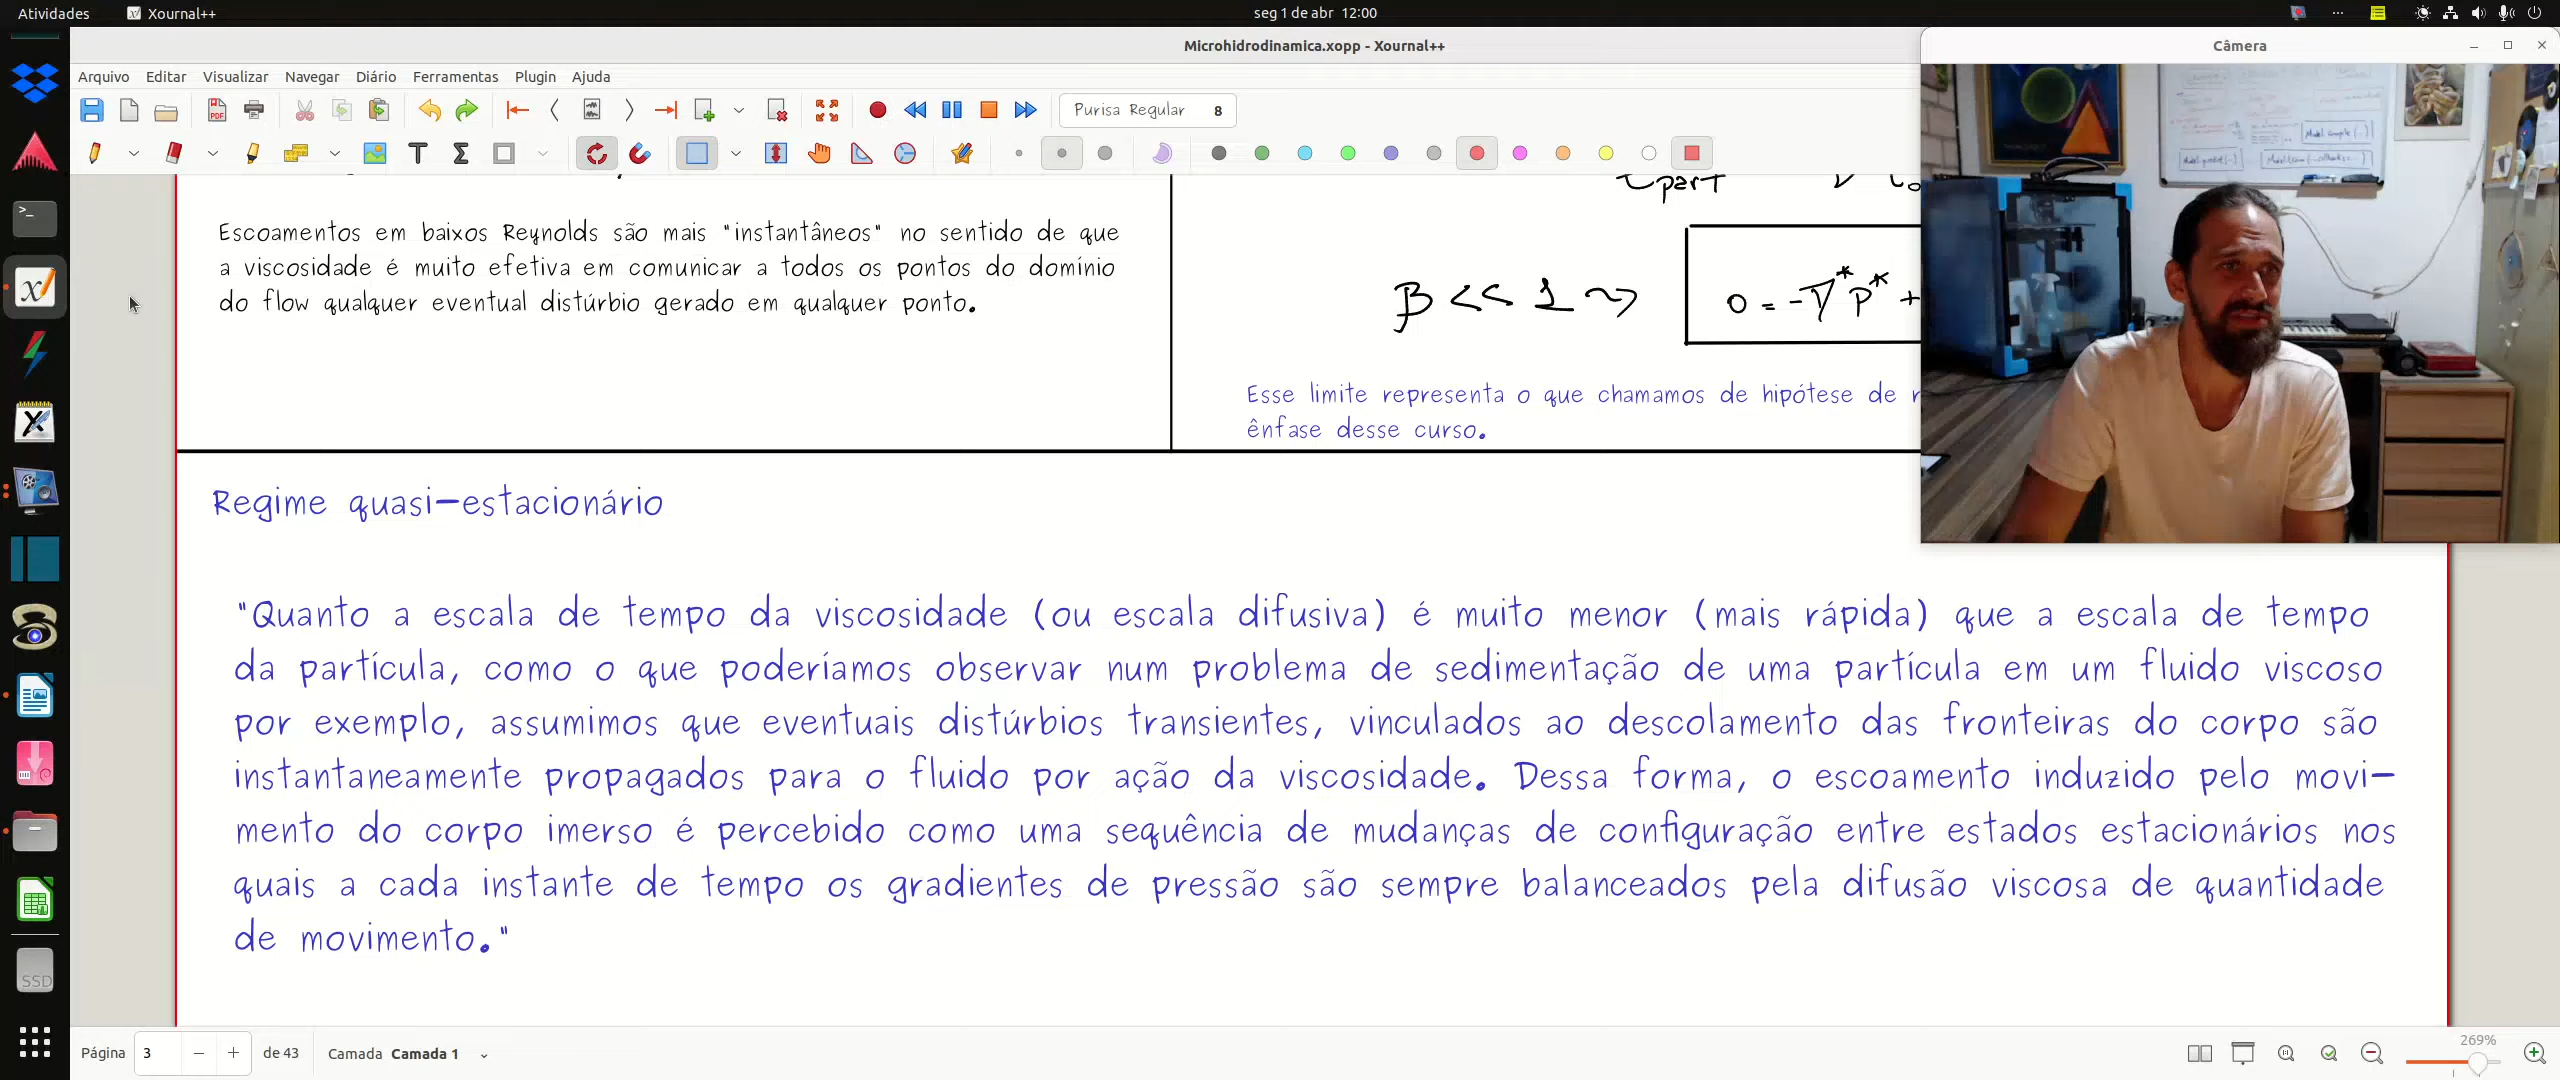 Atividades
Xournal++
seg 1 de abr 12:00
Microhidrodinamica.xopp - Xournal++
Câmera
Arquivo Editar Visualizar Navegar Diário Ferramentas Plugin Ajuda
Purisa Regular 8
part
Escoamentos em baixos Reynolds são mais "instantâneos" no sentido de que
a viscosidade é muito efetiva em comunicar a todos os pontos do domínio
do flow qualquer eventual distúrbio gerado em qualquer ponto.
β << 1 ~> 0 = -∇*p* +
Esse limite representa o que chamamos de hipótese de
ênfase desse curso.
Regime quasi-estacionário
"Quanto a escala de tempo da viscosidade (ou escala difusiva) é muito menor (mais rápida) que a escala de tempo
da partícula, como o que poderíamos observar num problema de sedimentação de uma partícula em um fluido viscoso
por exemplo, assumimos que eventuais distúrbios transientes, vinculados ao descolamento das fronteiras do corpo são
instantaneamente propagados para o fluido por ação da viscosidade. Dessa forma, o escoamento induzido pelo movi-
mento do corpo imerso é percebido como uma sequência de mudanças de configuração entre estados estacionários nos
quais a cada instante de tempo os gradientes de pressão são sempre balanceados pela difusão viscosa de quantidade
de movimento."
SSD
Página 3 de 43 Camada Camada 1
269%